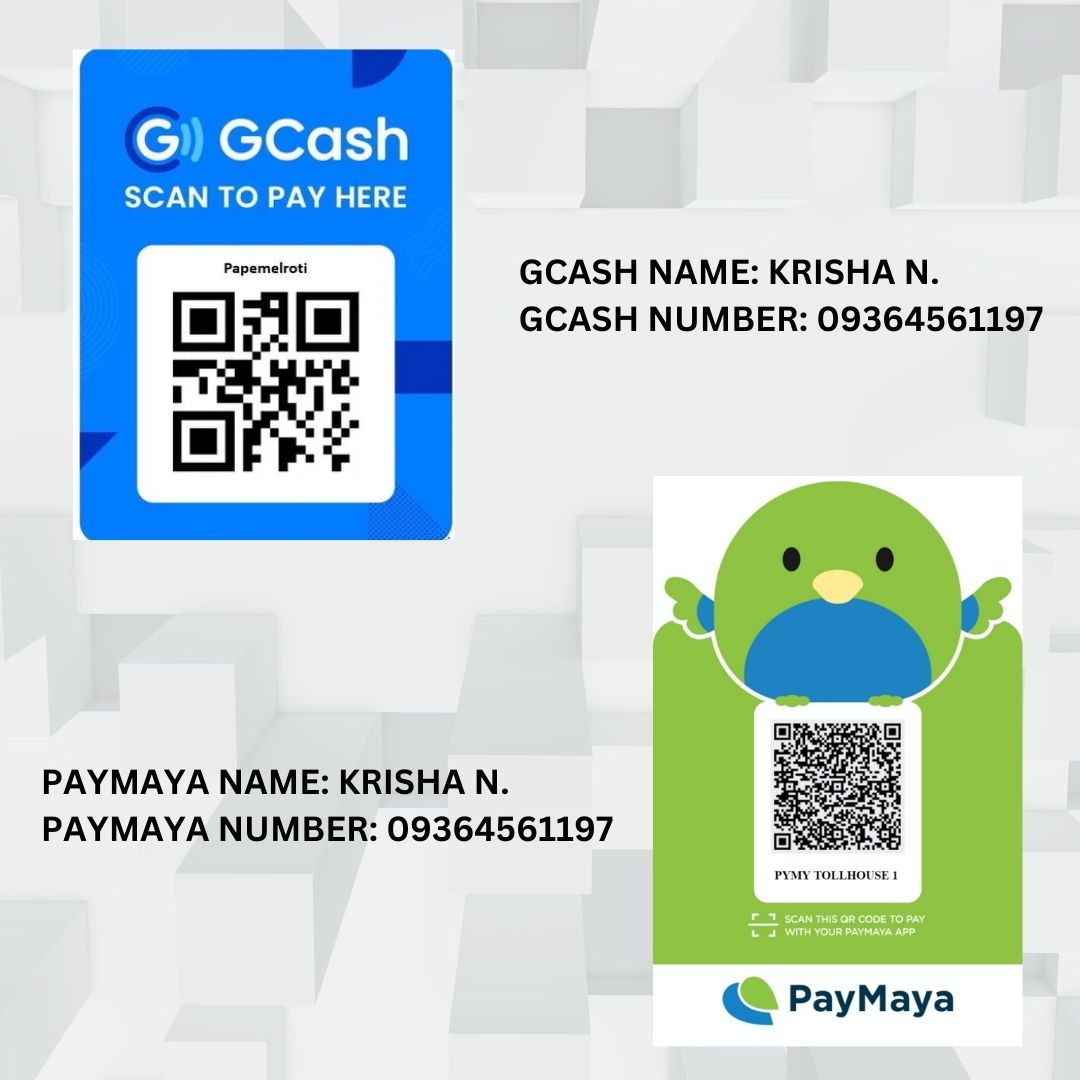 GCash
SCAN TO PAY HERE
Papemelroti
GCASH NAME: KRISHA N.
GCASH NUMBER: 09364561197
PAYMAYA NAME: KRISHA N.
PAYMAYA NUMBER: 09364561197
PYMY TOLLHOUSE 1
SCAN THIS QR CODE TO PAY
WITH YOUR PAYMAYA APP
PayMaya